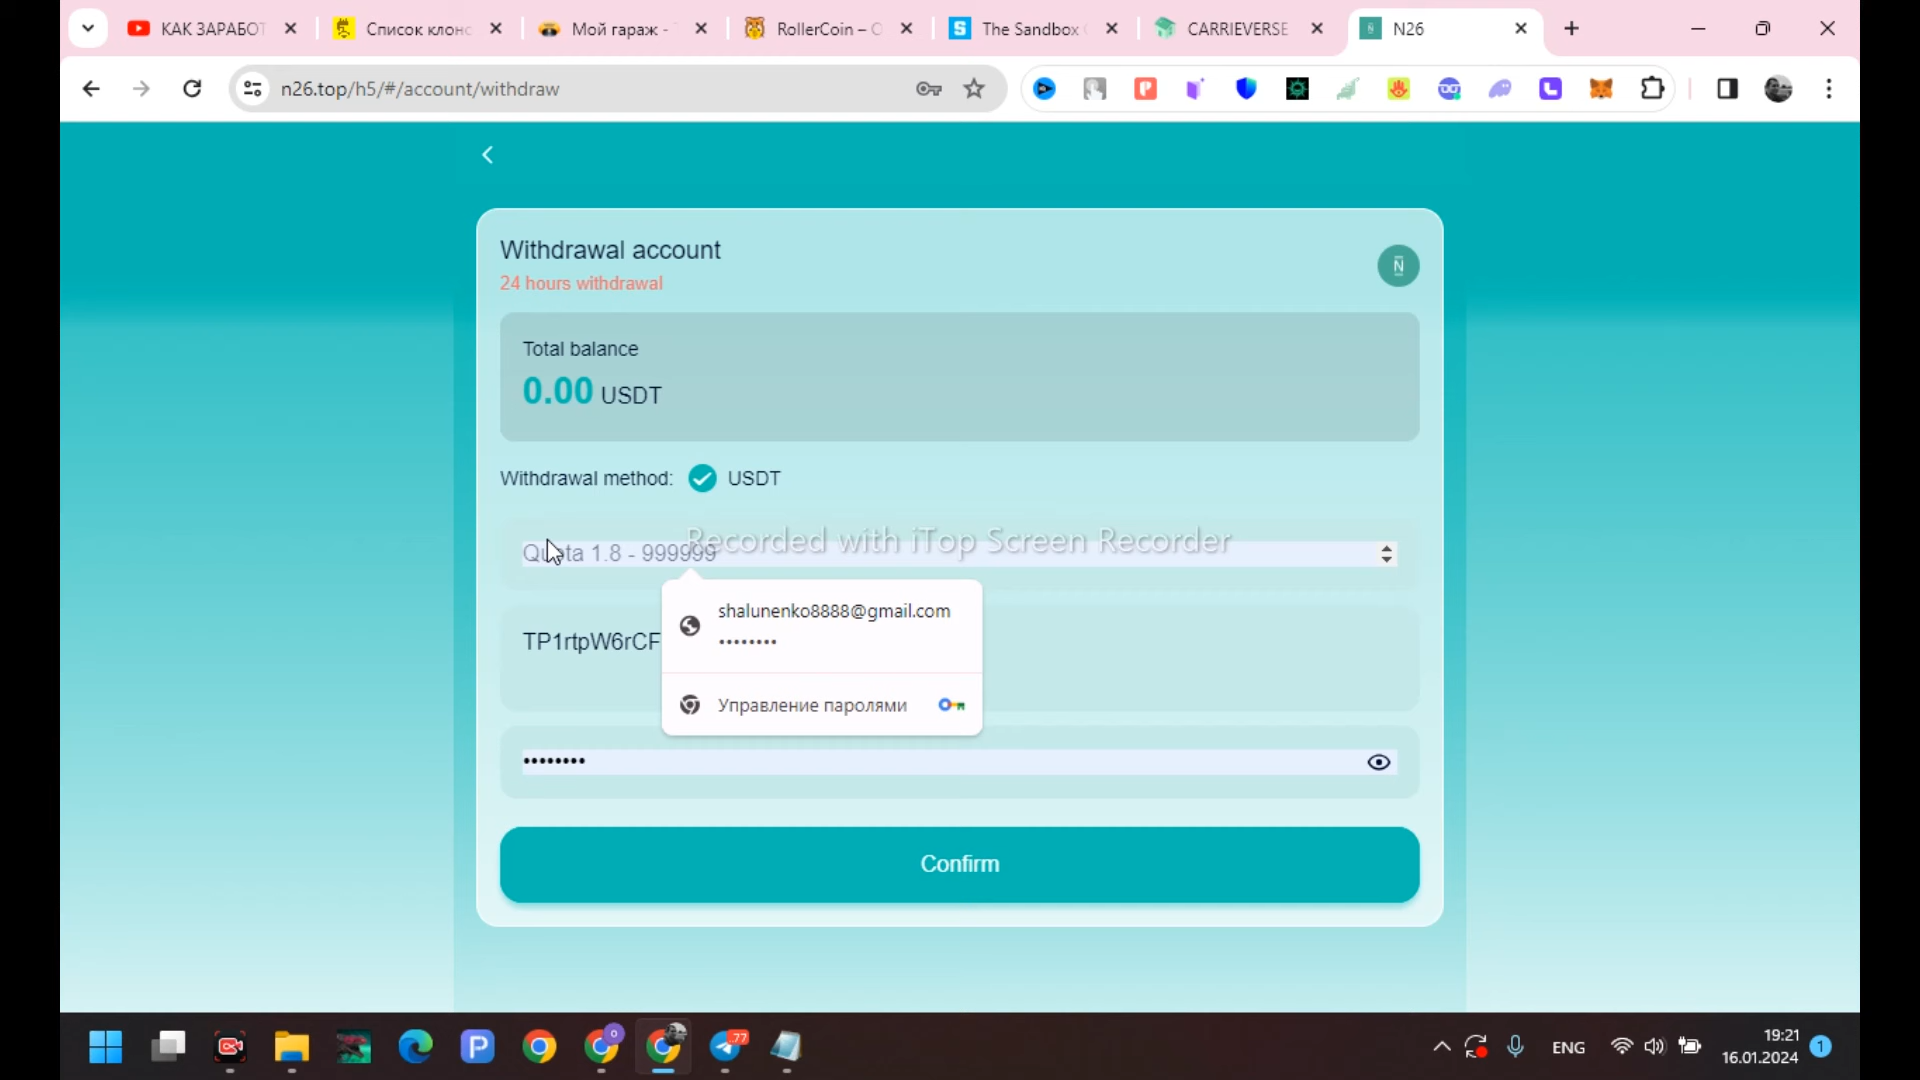 КАК ЗАРАБОТ
Список клонс
Мой гараж -
RollerCoin – C
The Sandbox
CARRIEVERSE
N26
n26.top/h5/#/account/withdraw
Withdrawal account
24 hours withdrawal
Total balance
0.00 USDT
Withdrawal method: USDT
Recorded with iTop Screen Recorder
Quota 1.8 - 999999
shalunenko8888@gmail.com
••••••••
TP1rtpW6rCF
Управление паролями
••••••••
Confirm
77
ENG
19:21
16.01.2024
1